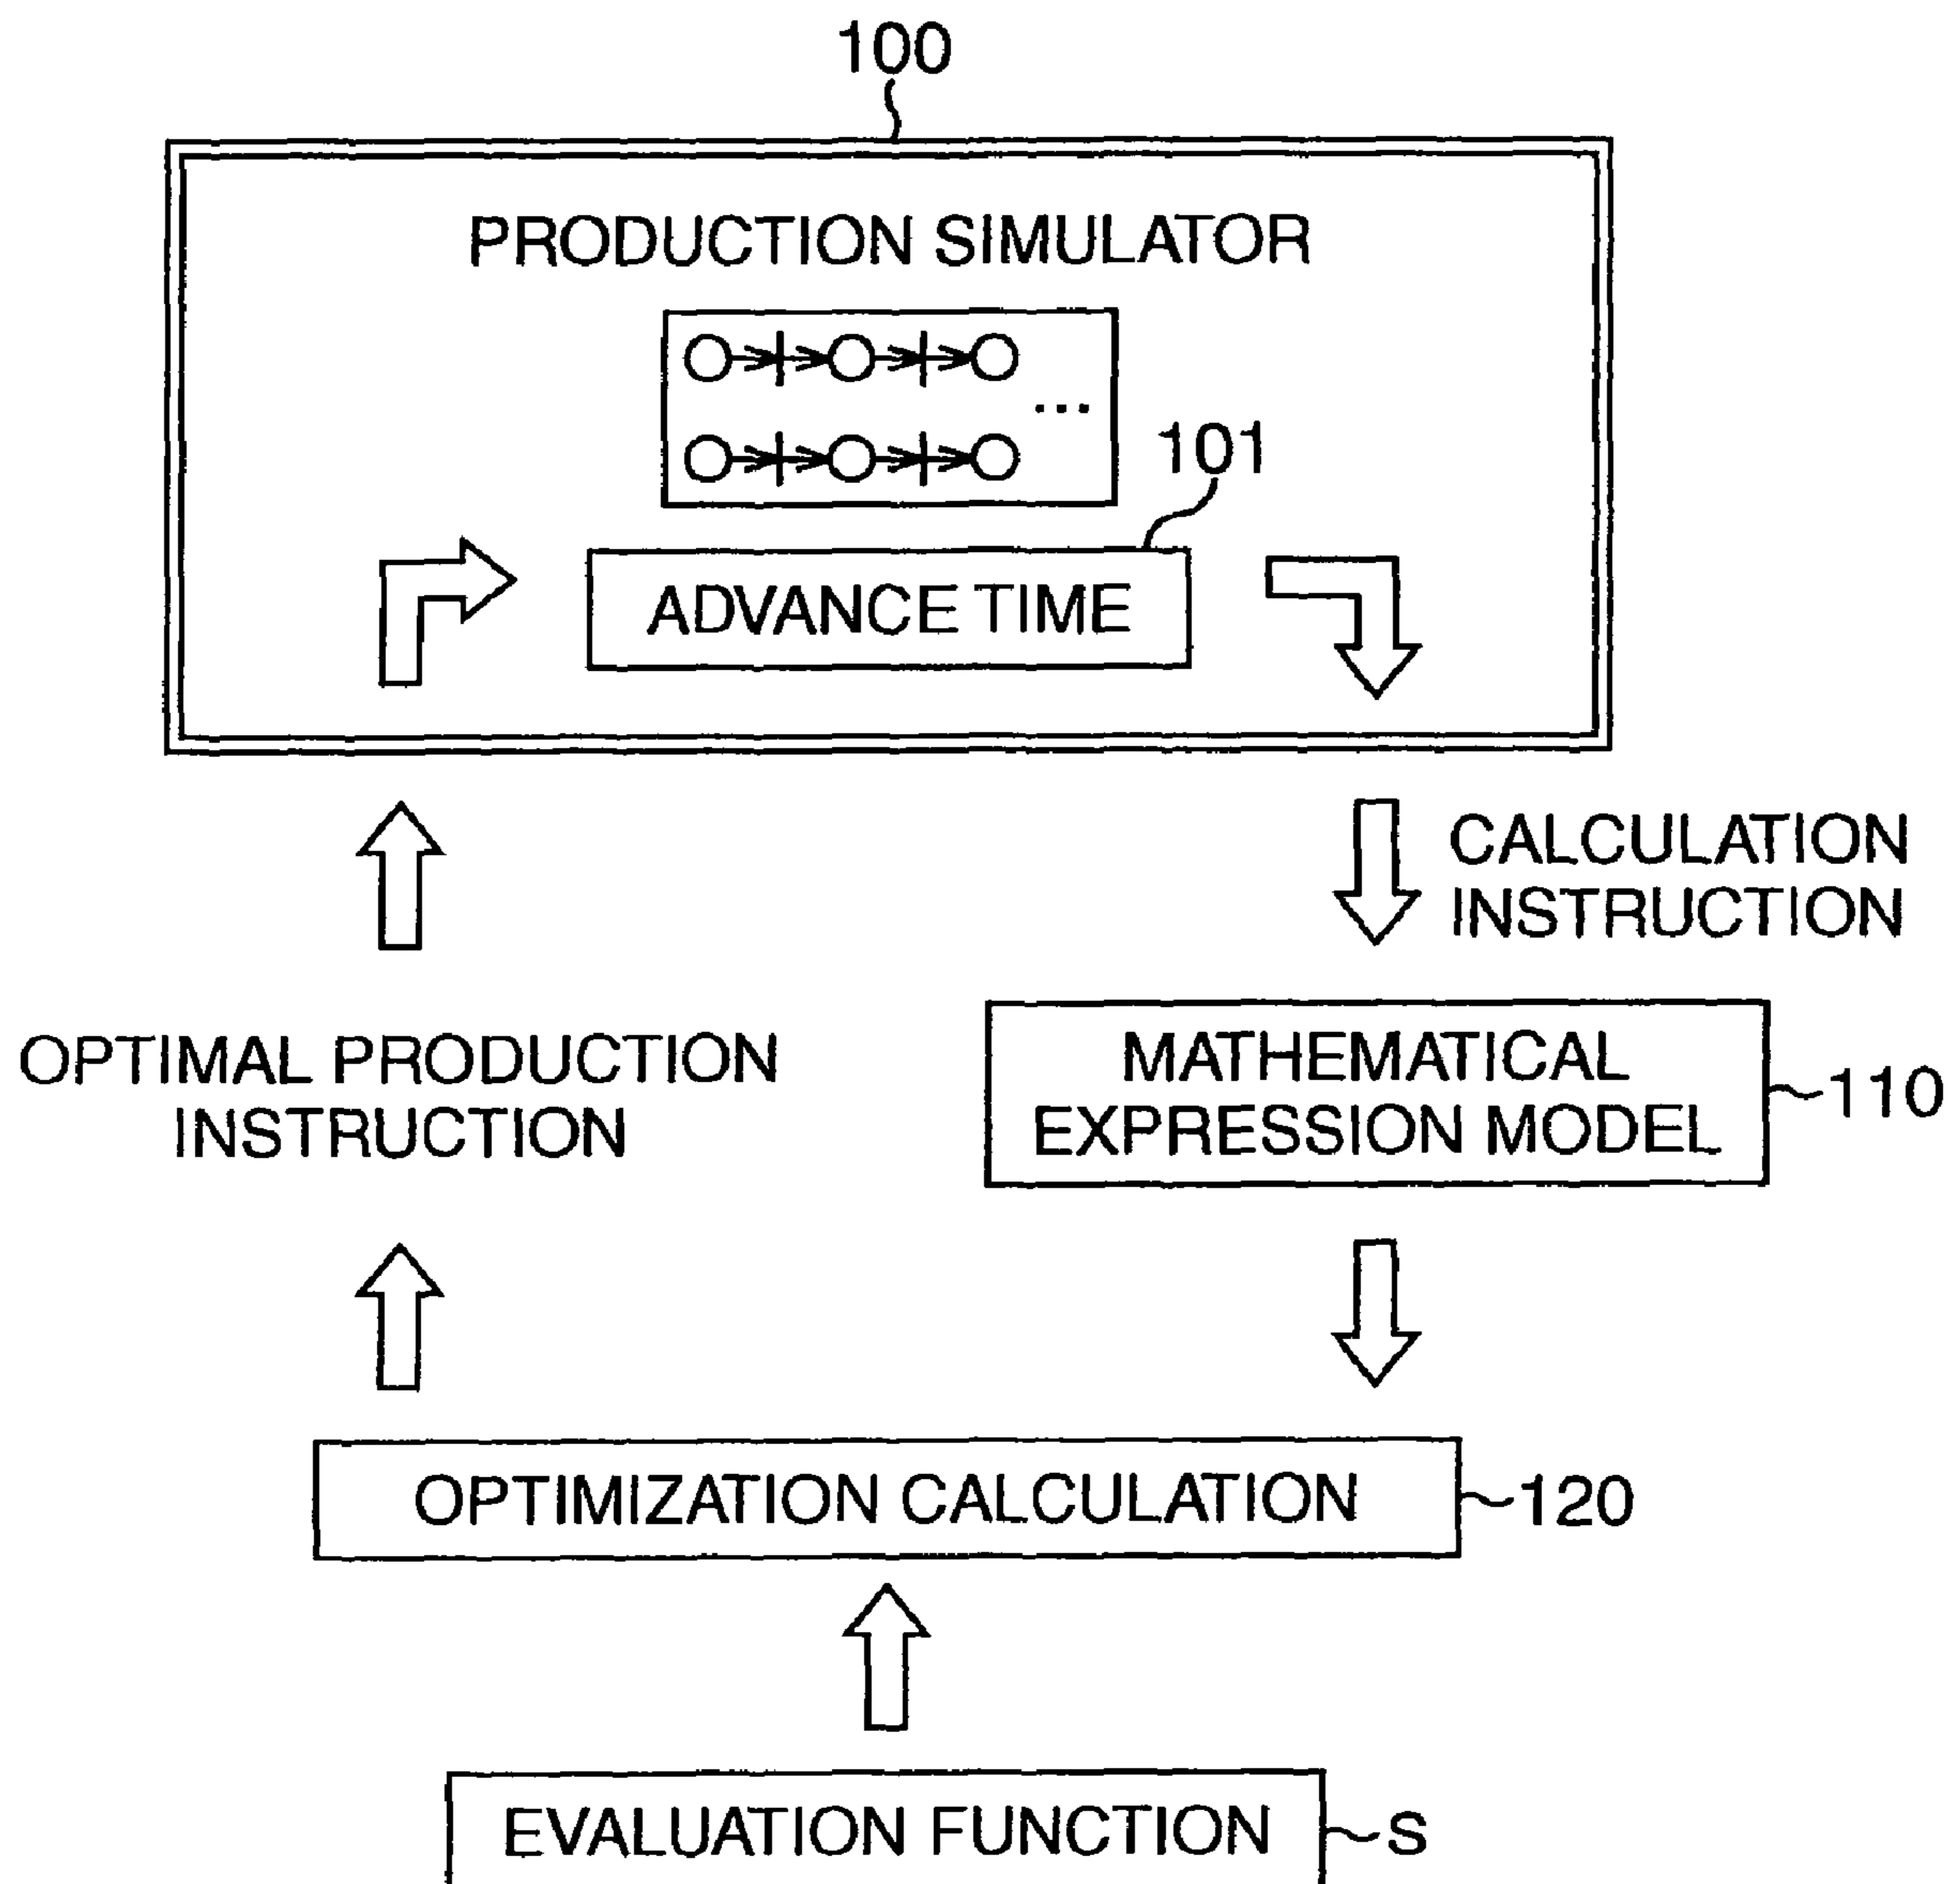 100
PRODUCTION SIMULATOR
...
101
ADVANCE TIME
CALCULATION
INSTRUCTION
OPTIMAL PRODUCTION
INSTRUCTION
MATHEMATICAL
EXPRESSION MODEL
110
OPTIMIZATION CALCULATION
120
EVALUATION FUNCTION
S